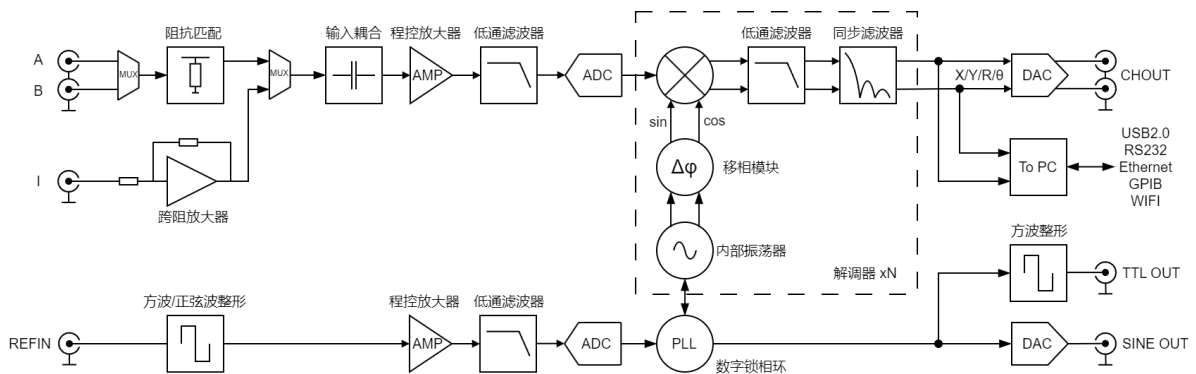 阻抗匹配
输入耦合
程控放大器
低通滤波器
低通滤波器
同步滤波器
A
B
MUX
MUX
AMP
ADC
X/Y/R/θ
DAC
CHOUT
sin
cos
I
跨阻放大器
Δφ
移相模块
To PC
USB2.0
RS232
Ethernet
GPIB
WIFI
内部振荡器
解调器 xN
方波整形
TTL OUT
REFIN
方波/正弦波整形
程控放大器
低通滤波器
AMP
ADC
PLL
数字锁相环
DAC
SINE OUT